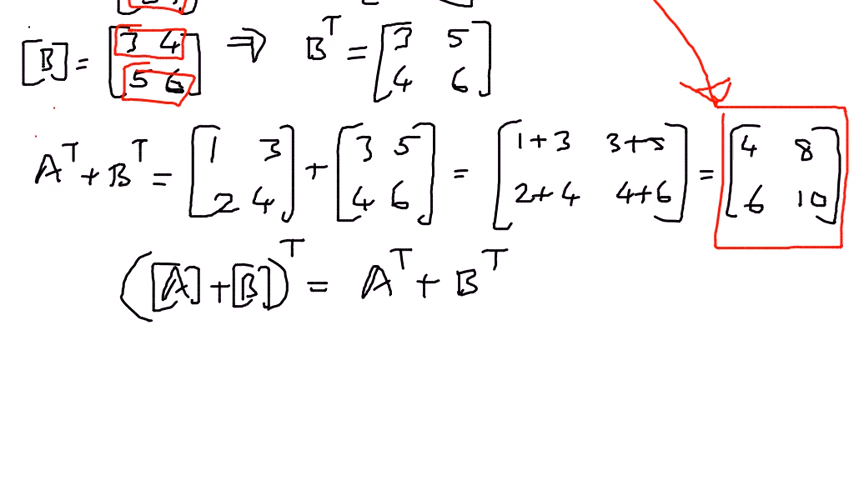 [B] = [3 4; 5 6] ⇒ B^T = [3 5; 4 6]
A^T + B^T = [1 3; 2 4] + [3 5; 4 6] = [1+3 3+5; 2+4 4+6] = [4 8; 6 10]
([A] + [B])^T = A^T + B^T